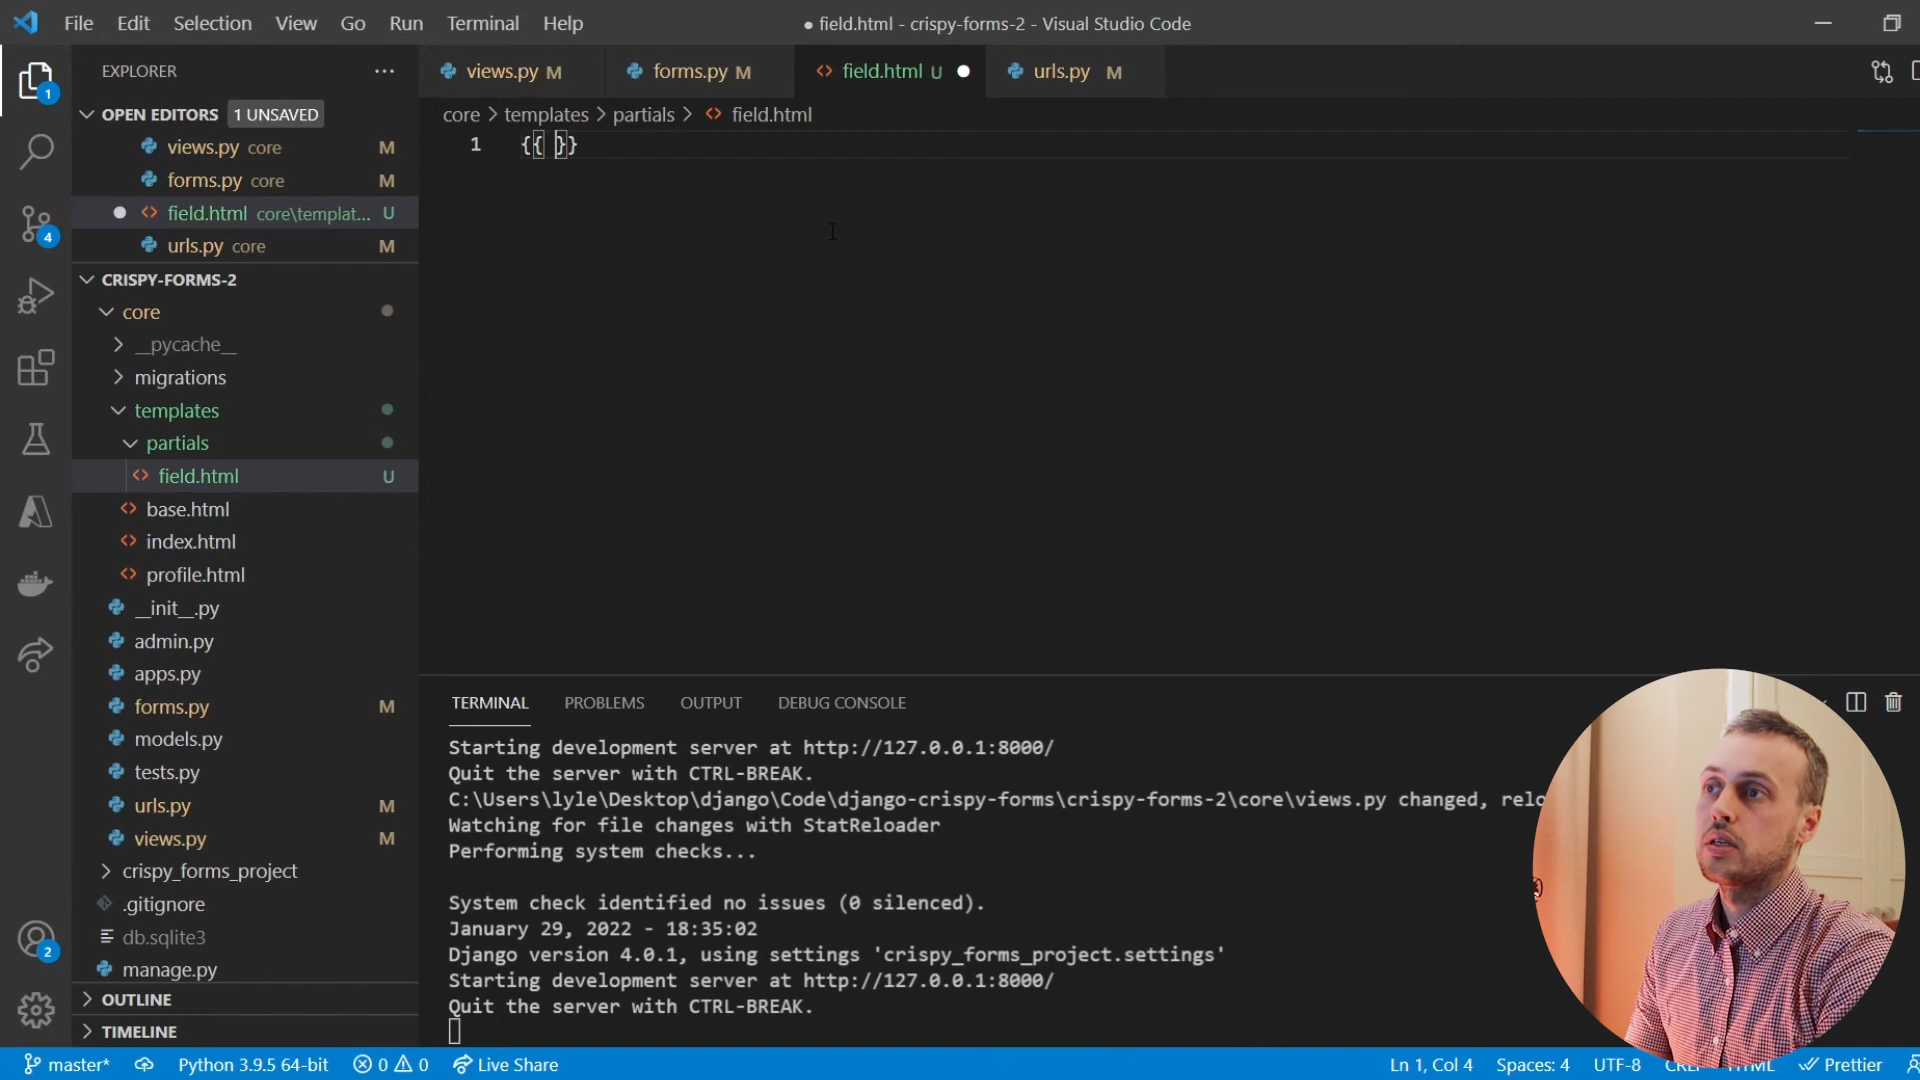 File Edit Selection View Go Run Terminal Help
● field.html - crispy-forms-2 - Visual Studio Code
EXPLORER
views.py M
forms.py M
field.html U
urls.py M
OPEN EDITORS 1 UNSAVED
core > templates > partials > field.html
views.py core M
forms.py core M
field.html core\templat... U
urls.py core M
1 {{ }}
CRISPY-FORMS-2
core
__pycache__
migrations
templates
partials
field.html U
base.html
index.html
profile.html
__init__.py
admin.py
apps.py
forms.py M
models.py
tests.py
urls.py M
views.py M
crispy_forms_project
.gitignore
db.sqlite3
manage.py
OUTLINE
TIMELINE
1
4
2
TERMINAL PROBLEMS OUTPUT DEBUG CONSOLE
Starting development server at http://127.0.0.1:8000/
Quit the server with CTRL-BREAK.
C:\Users\lyle\Desktop\django\Code\django-crispy-forms\crispy-forms-2\core\views.py changed, relo
Watching for file changes with StatReloader
Performing system checks...
System check identified no issues (0 silenced).
January 29, 2022 - 18:35:02
Django version 4.0.1, using settings 'crispy_forms_project.settings'
Starting development server at http://127.0.0.1:8000/
Quit the server with CTRL-BREAK.
master* Python 3.9.5 64-bit 0 0 Live Share
Ln 1, Col 4 Spaces: 4 UTF-8 CRLF HTML Prettier